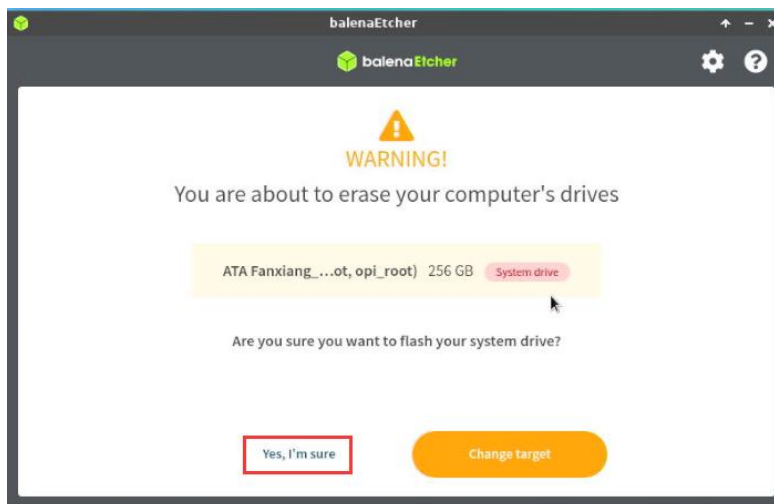 balenaEtcher
balenaEtcher
WARNING!
You are about to erase your computer's drives
ATA Fanxiang_...ot, opi_root) 256 GB System drive
Are you sure you want to flash your system drive?
Yes, I'm sure Change target